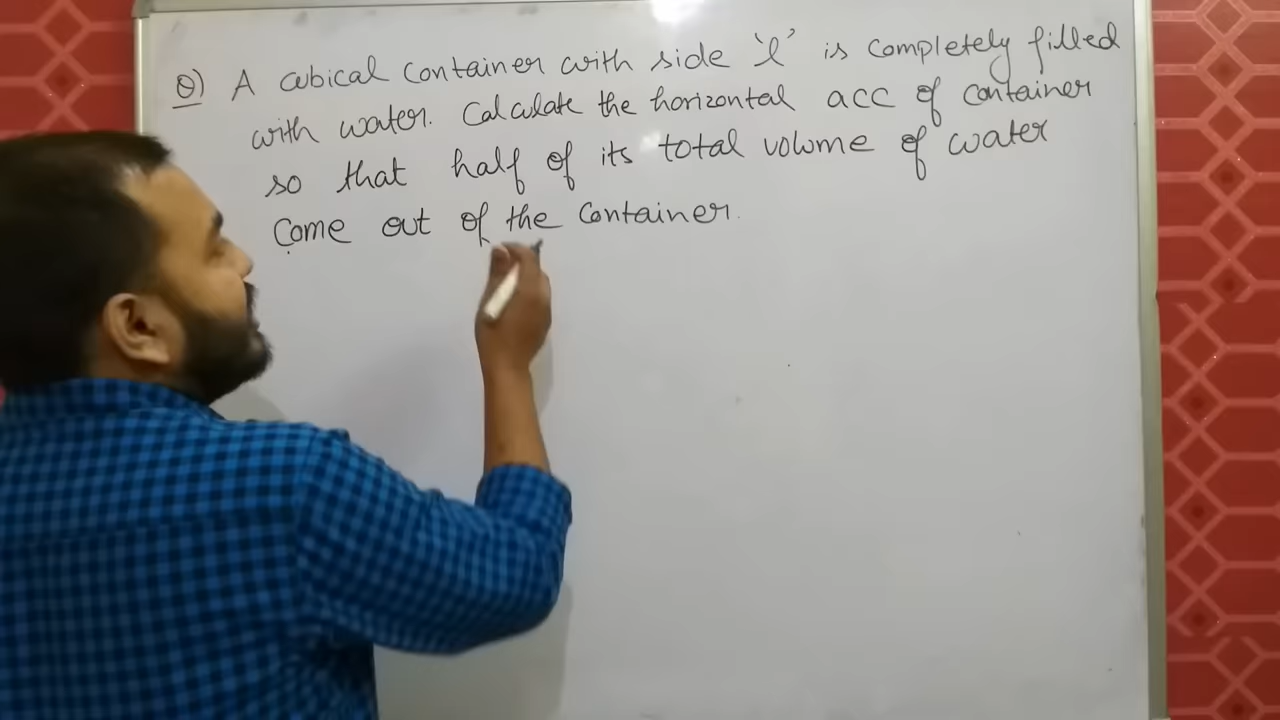 Q) A cubical container with side 'l' is completely filled
with water. Calculate the horizontal acc of container
so that half of its total volume of water
Come out of the container.